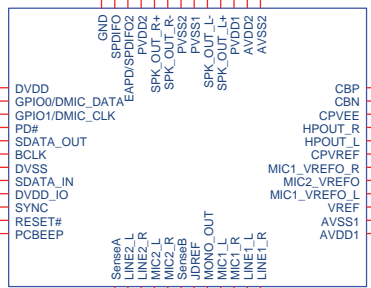 GND
SPDIFO
EAPD/SPDIFO2
PVDD2
SPK_OUT_R+
SPK_OUT_R-
PVSS2
PVSS1
SPK_OUT_L-
SPK_OUT_L+
PVDD1
AVDD2
AVSS2
DVDD
GPIO0/DMIC_DATA
GPIO1/DMIC_CLK
PD#
SDATA_OUT
BCLK
DVSS
SDATA_IN
DVDD_IO
SYNC
RESET#
PCBEEP
CBP
CBN
CPVEE
HPOUT_R
HPOUT_L
CPVREF
MIC1_VREFO_R
MIC2_VREFO
MIC1_VREFO_L
VREF
AVSS1
AVDD1
SenseA
LINE2_L
LINE2_R
MIC2_L
MIC2_R
SenseB
JDREF
MONO_OUT
MIC1_L
MIC1_R
LINE1_L
LINE1_R